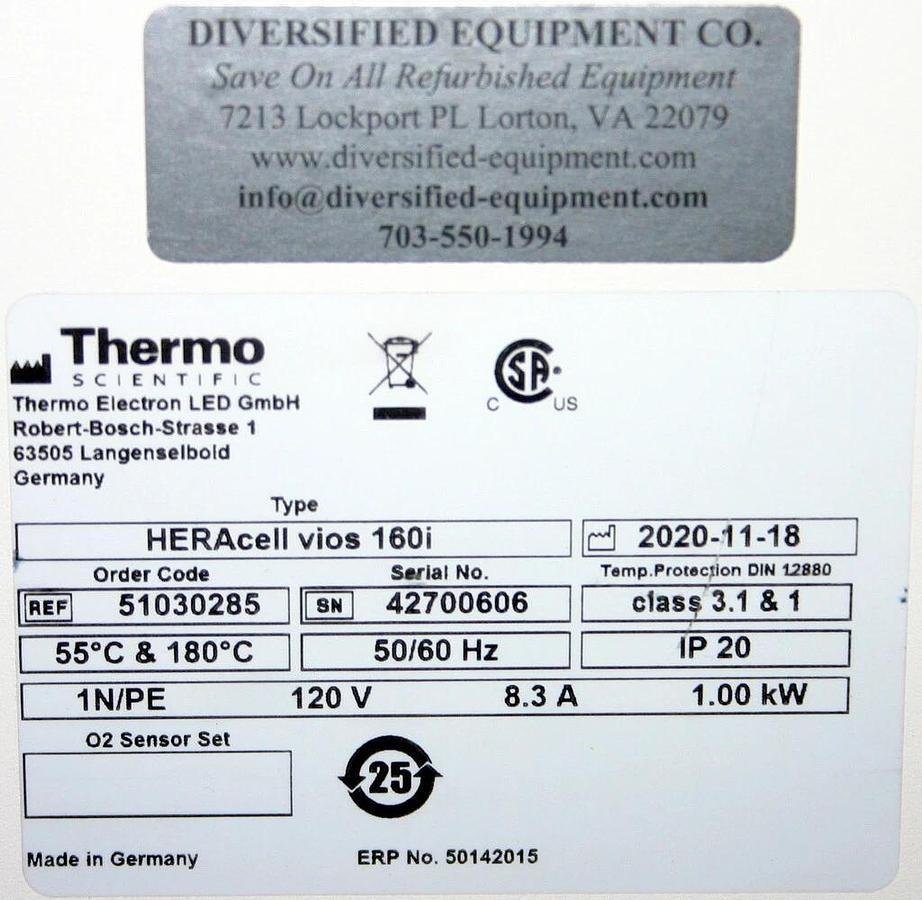 DIVERSIFIED EQUIPMENT CO.
Save On All Refurbished Equipment
7213 Lockport PL Lorton, VA 22079
www.diversified-equipment.com
info@diversified-equipment.com
703-550-1994
Thermo
SCIENTIFIC
Thermo Electron LED GmbH
Robert-Bosch-Strasse 1
63505 Langenselbold
Germany
SA
C US
Type
HERAcell vios 160i 2020-11-18
Order Code Serial No. Temp.Protection DIN 12880
REF 51030285 SN 42700606 class 3.1 & 1
55°C & 180°C 50/60 Hz IP 20
1N/PE 120 V 8.3 A 1.00 kW
O2 Sensor Set
25
Made in Germany ERP No. 50142015